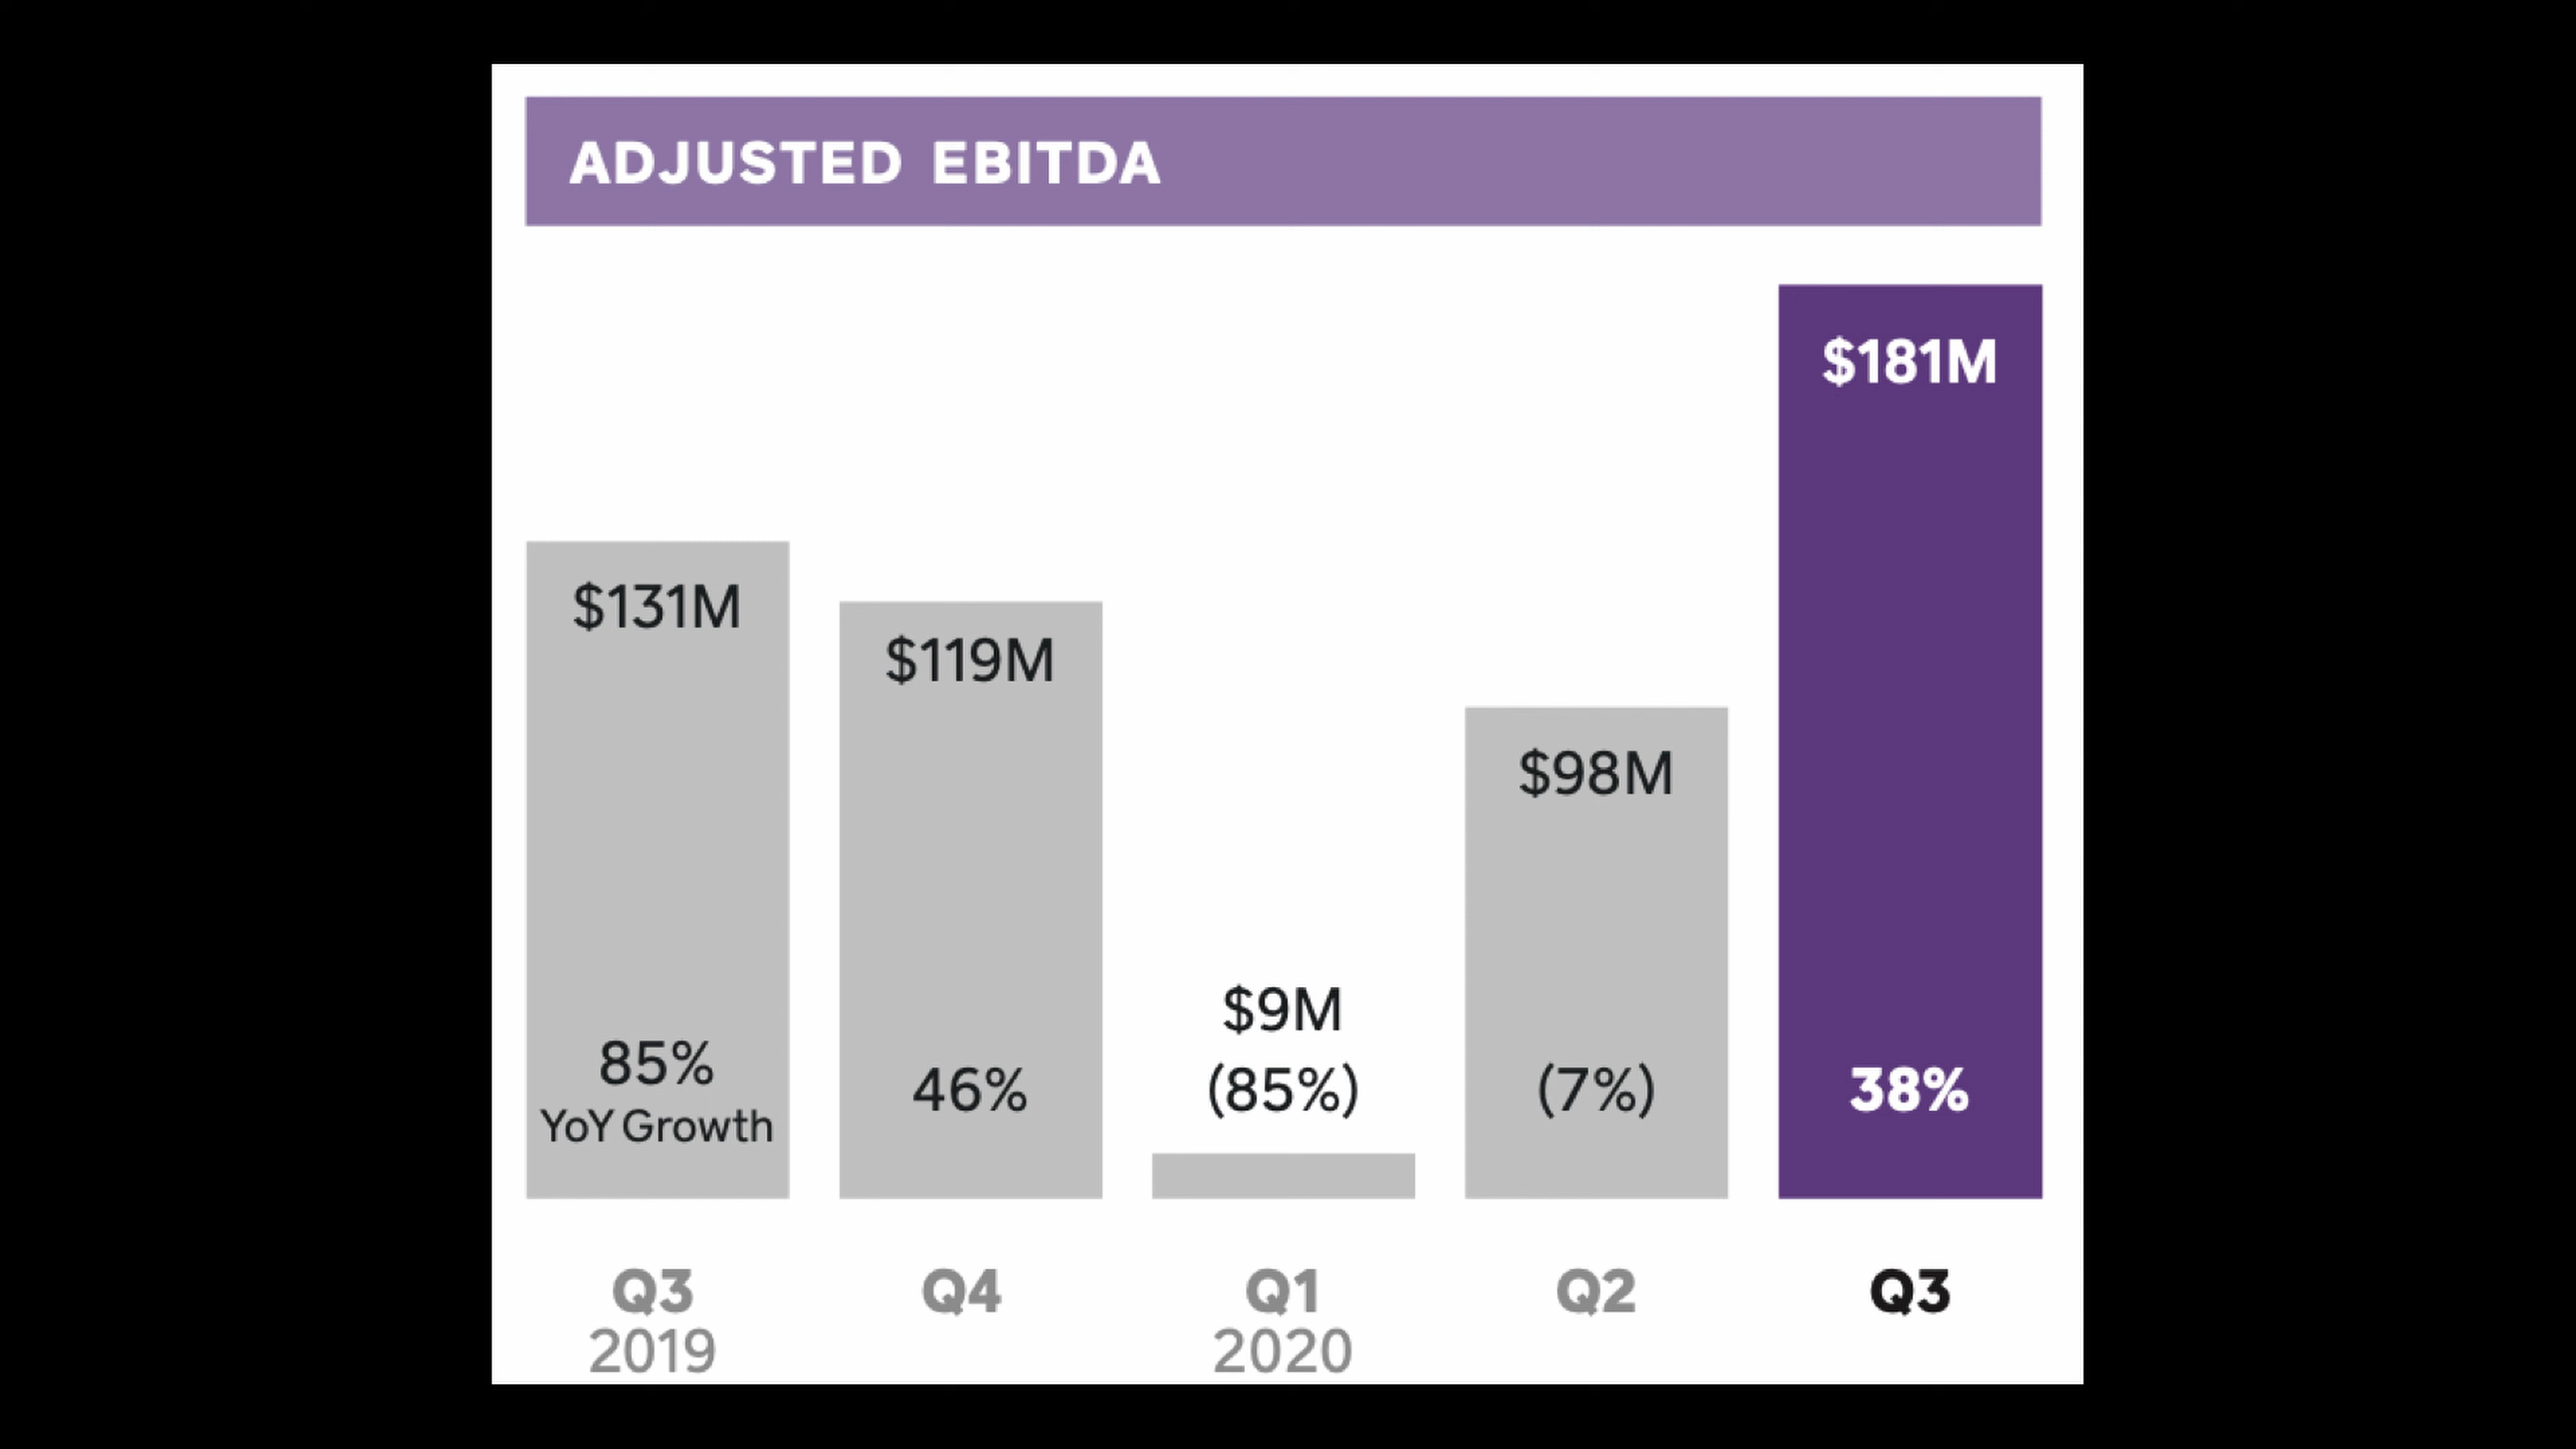 ADJUSTED EBITDA
$131M
85%
YoY Growth
$119M
46%
$9M
(85%)
$98M
(7%)
$181M
38%
Q3
2019
Q4
Q1
2020
Q2
Q3